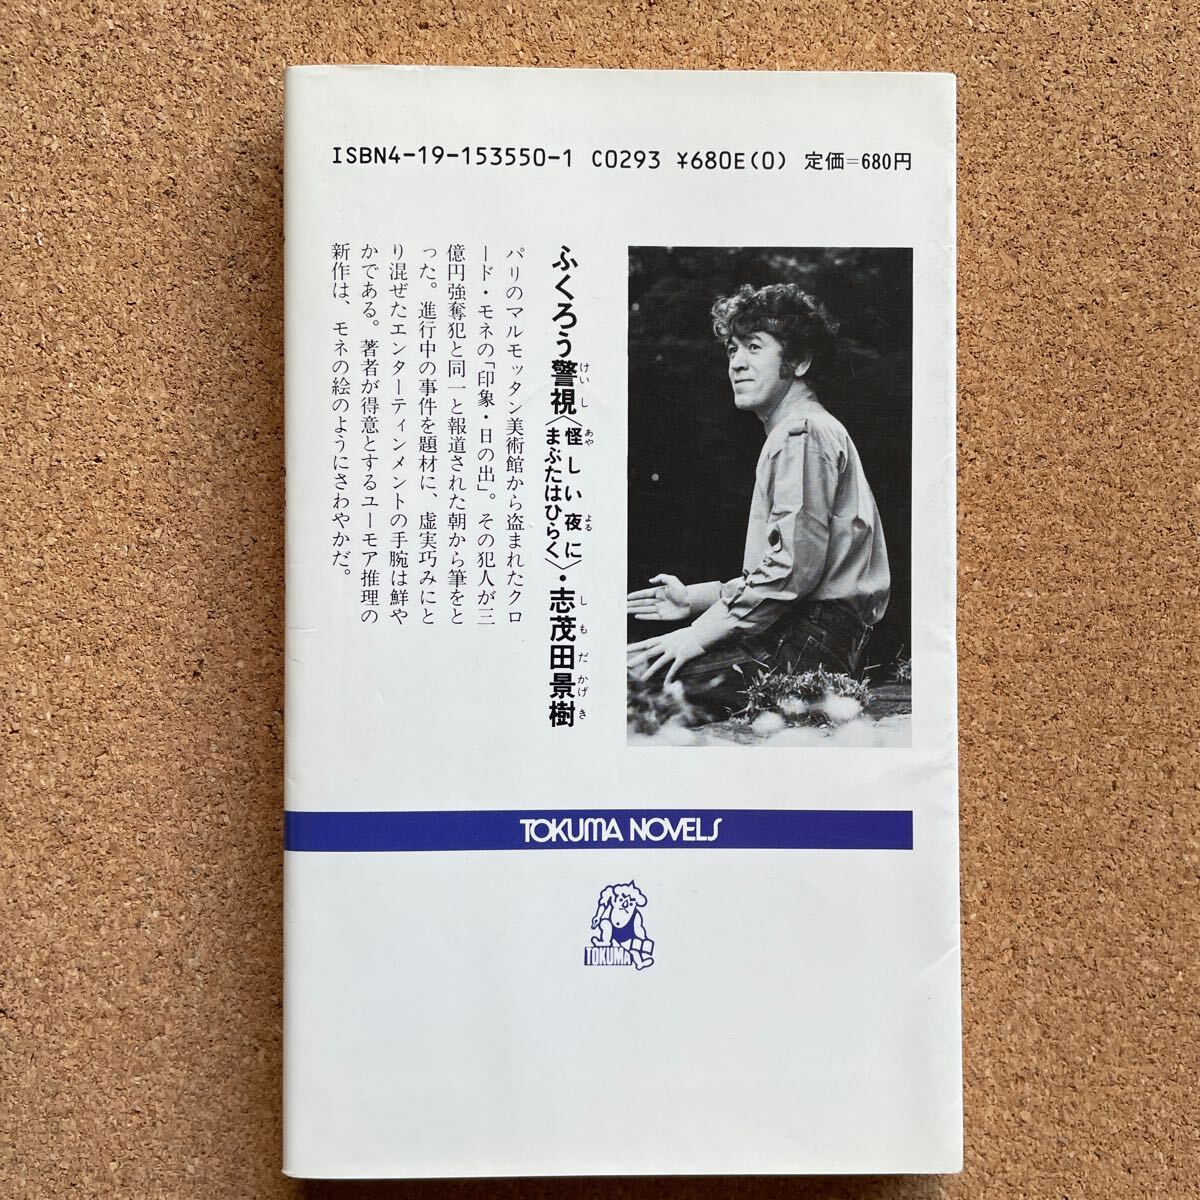 ISBN4-19-153550-1 C0293 ¥680E(0) 定価=680円
ふくろう警視〈怪しい夜に まぶたはひらく〉・志茂田景樹
けいし
あや
よる
しもだかげき
パリのマルモッタン美術館から盗まれたクロ
ード・モネの「印象・日の出」。その犯人が三
億円強奪犯と同一と報道された朝から筆をと
った。進行中の事件を題材に、虚実巧みにと
り混ぜたエンターティンメントの手腕は鮮や
かである。著者が得意とするユーモア推理の
新作は、モネの絵のようにさわやかだ。
TOKUMA NOVELS
TOKUMA